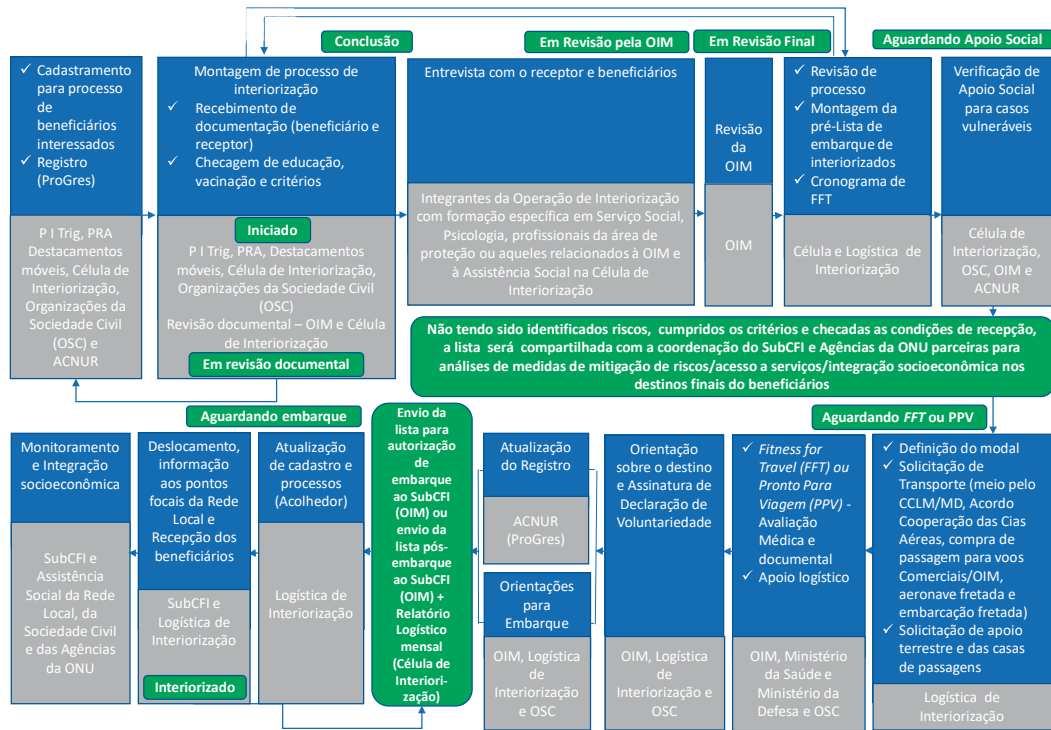 Conclusão
Em Revisão pela OIM
Em Revisão Final
Aguardando Apoio Social
✓ Cadastramento
para processo
de
beneficiários
interessados
✓ Registro
(ProGres)
P I Trig, PRA
Destacamentos
móveis, Célula de
Interiorização,
Organizações da
Sociedade Civil
(OSC) e
ACNUR
Montagem de processo de
interiorização
✓ Recebimento de
documentação (beneficiário e
receptor)
✓ Checagem de educação,
vacinação e critérios
Iniciado
P I Trig, PRA, Destacamentos
móveis, Célula de Interiorização,
Organizações da Sociedade Civil
(OSC)
Revisão documental – OIM e Célula
de Interiorização
Em revisão documental
Entrevista com o receptor e beneficiários
Integrantes da Operação de Interiorização
com formação específica em Serviço Social,
Psicologia, profissionais da área de
proteção ou aqueles relacionados à OIM e
à Assistência Social na Célula de
Interiorização
Revisão
da
OIM
OIM
✓ Revisão de
processo
✓ Montagem da
pré-Lista de
embarque de
interiorizados
✓ Cronograma de
FFT
Célula e Logística de
Interiorização
Verificação de
Apoio Social
para casos
vulneráveis
Célula de
Interiorização,
OSC, OIM e
ACNUR
Não tendo sido identificados riscos, cumpridos os critérios e checadas as condições de recepção,
a lista será compartilhada com a coordenação do SubCFI e Agências da ONU parceiras para
análises de medidas de mitigação de riscos/acesso a serviços/integração socioeconômica nos
destinos finais do beneficiários
Aguardando embarque
Aguardando FFT ou PPV
Monitoramento
e Integração
socioeconômica
SubCFI e
Assistência
Social da Rede
Local, da
Sociedade Civil
e das Agências
da ONU
Deslocamento,
informação
aos pontos
focais da Rede
Local e
Recepção dos
beneficiários
SubCFI e
Logística de
Interiorização
Interiorizado
Atualização
de cadastro e
processos
(Acolhedor)
Logística de
Interiorização
Envio da
lista para
autorização
de
embarque
ao SubCFI
(OIM) ou
envio da
lista pós-
embarque
ao SubCFI
(OIM) +
Relatório
Logístico
mensal
(Célula de
Interiori-
zação)
Atualização
do Registro
ACNUR
(ProGres)
Orientações
para
Embarque
OIM, Logística
de
Interiorização
e OSC
Orientação
sobre o destino
e Assinatura de
Declaração de
Voluntariedade
OIM, Logística
de
Interiorização e
OSC
✓ Fitness for
Travel (FFT) ou
Pronto Para
Viagem (PPV) -
Avaliação
Médica e
documental
✓ Apoio logístico
OIM, Ministério
da Saúde e
Ministério da
Defesa e OSC
✓ Definição do modal
✓ Solicitação de
Transporte (meio pelo
CCLM/MD, Acordo
Cooperação das Cias
Aéreas, compra de
passagem para voos
Comerciais/OIM,
aeronave fretada e
embarcação fretada)
✓ Solicitação de apoio
terrestre e das casas
de passagens
Logística de
Interiorização